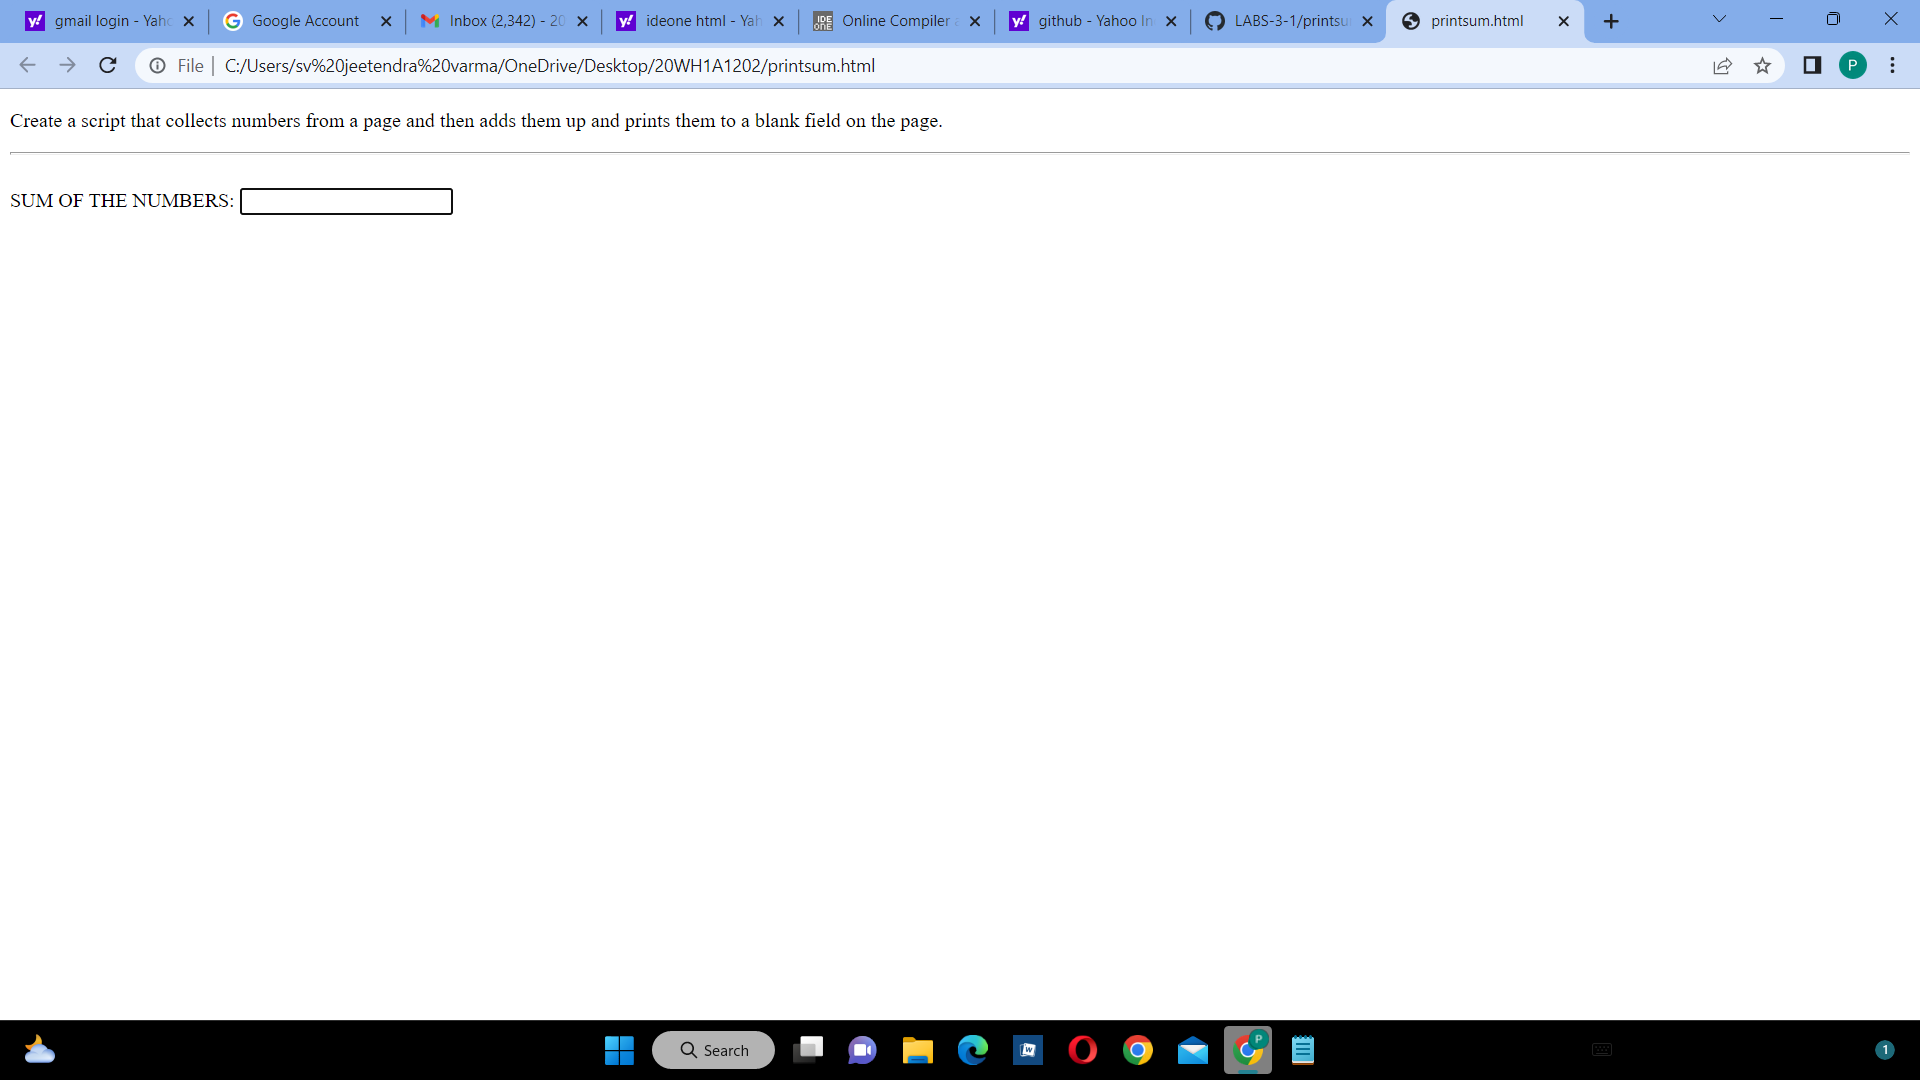 gmail login - Yaho
Google Account
Inbox (2,342) - 20
ideone html - Yah
IDE ONE
Online Compiler a
github - Yahoo In
LABS-3-1/printsu
printsum.html
File
C:/Users/sv%20jeetendra%20varma/OneDrive/Desktop/20WH1A1202/printsum.html
P
Create a script that collects numbers from a page and then adds them up and prints them to a blank field on the page.
SUM OF THE NUMBERS:
Search
P
1